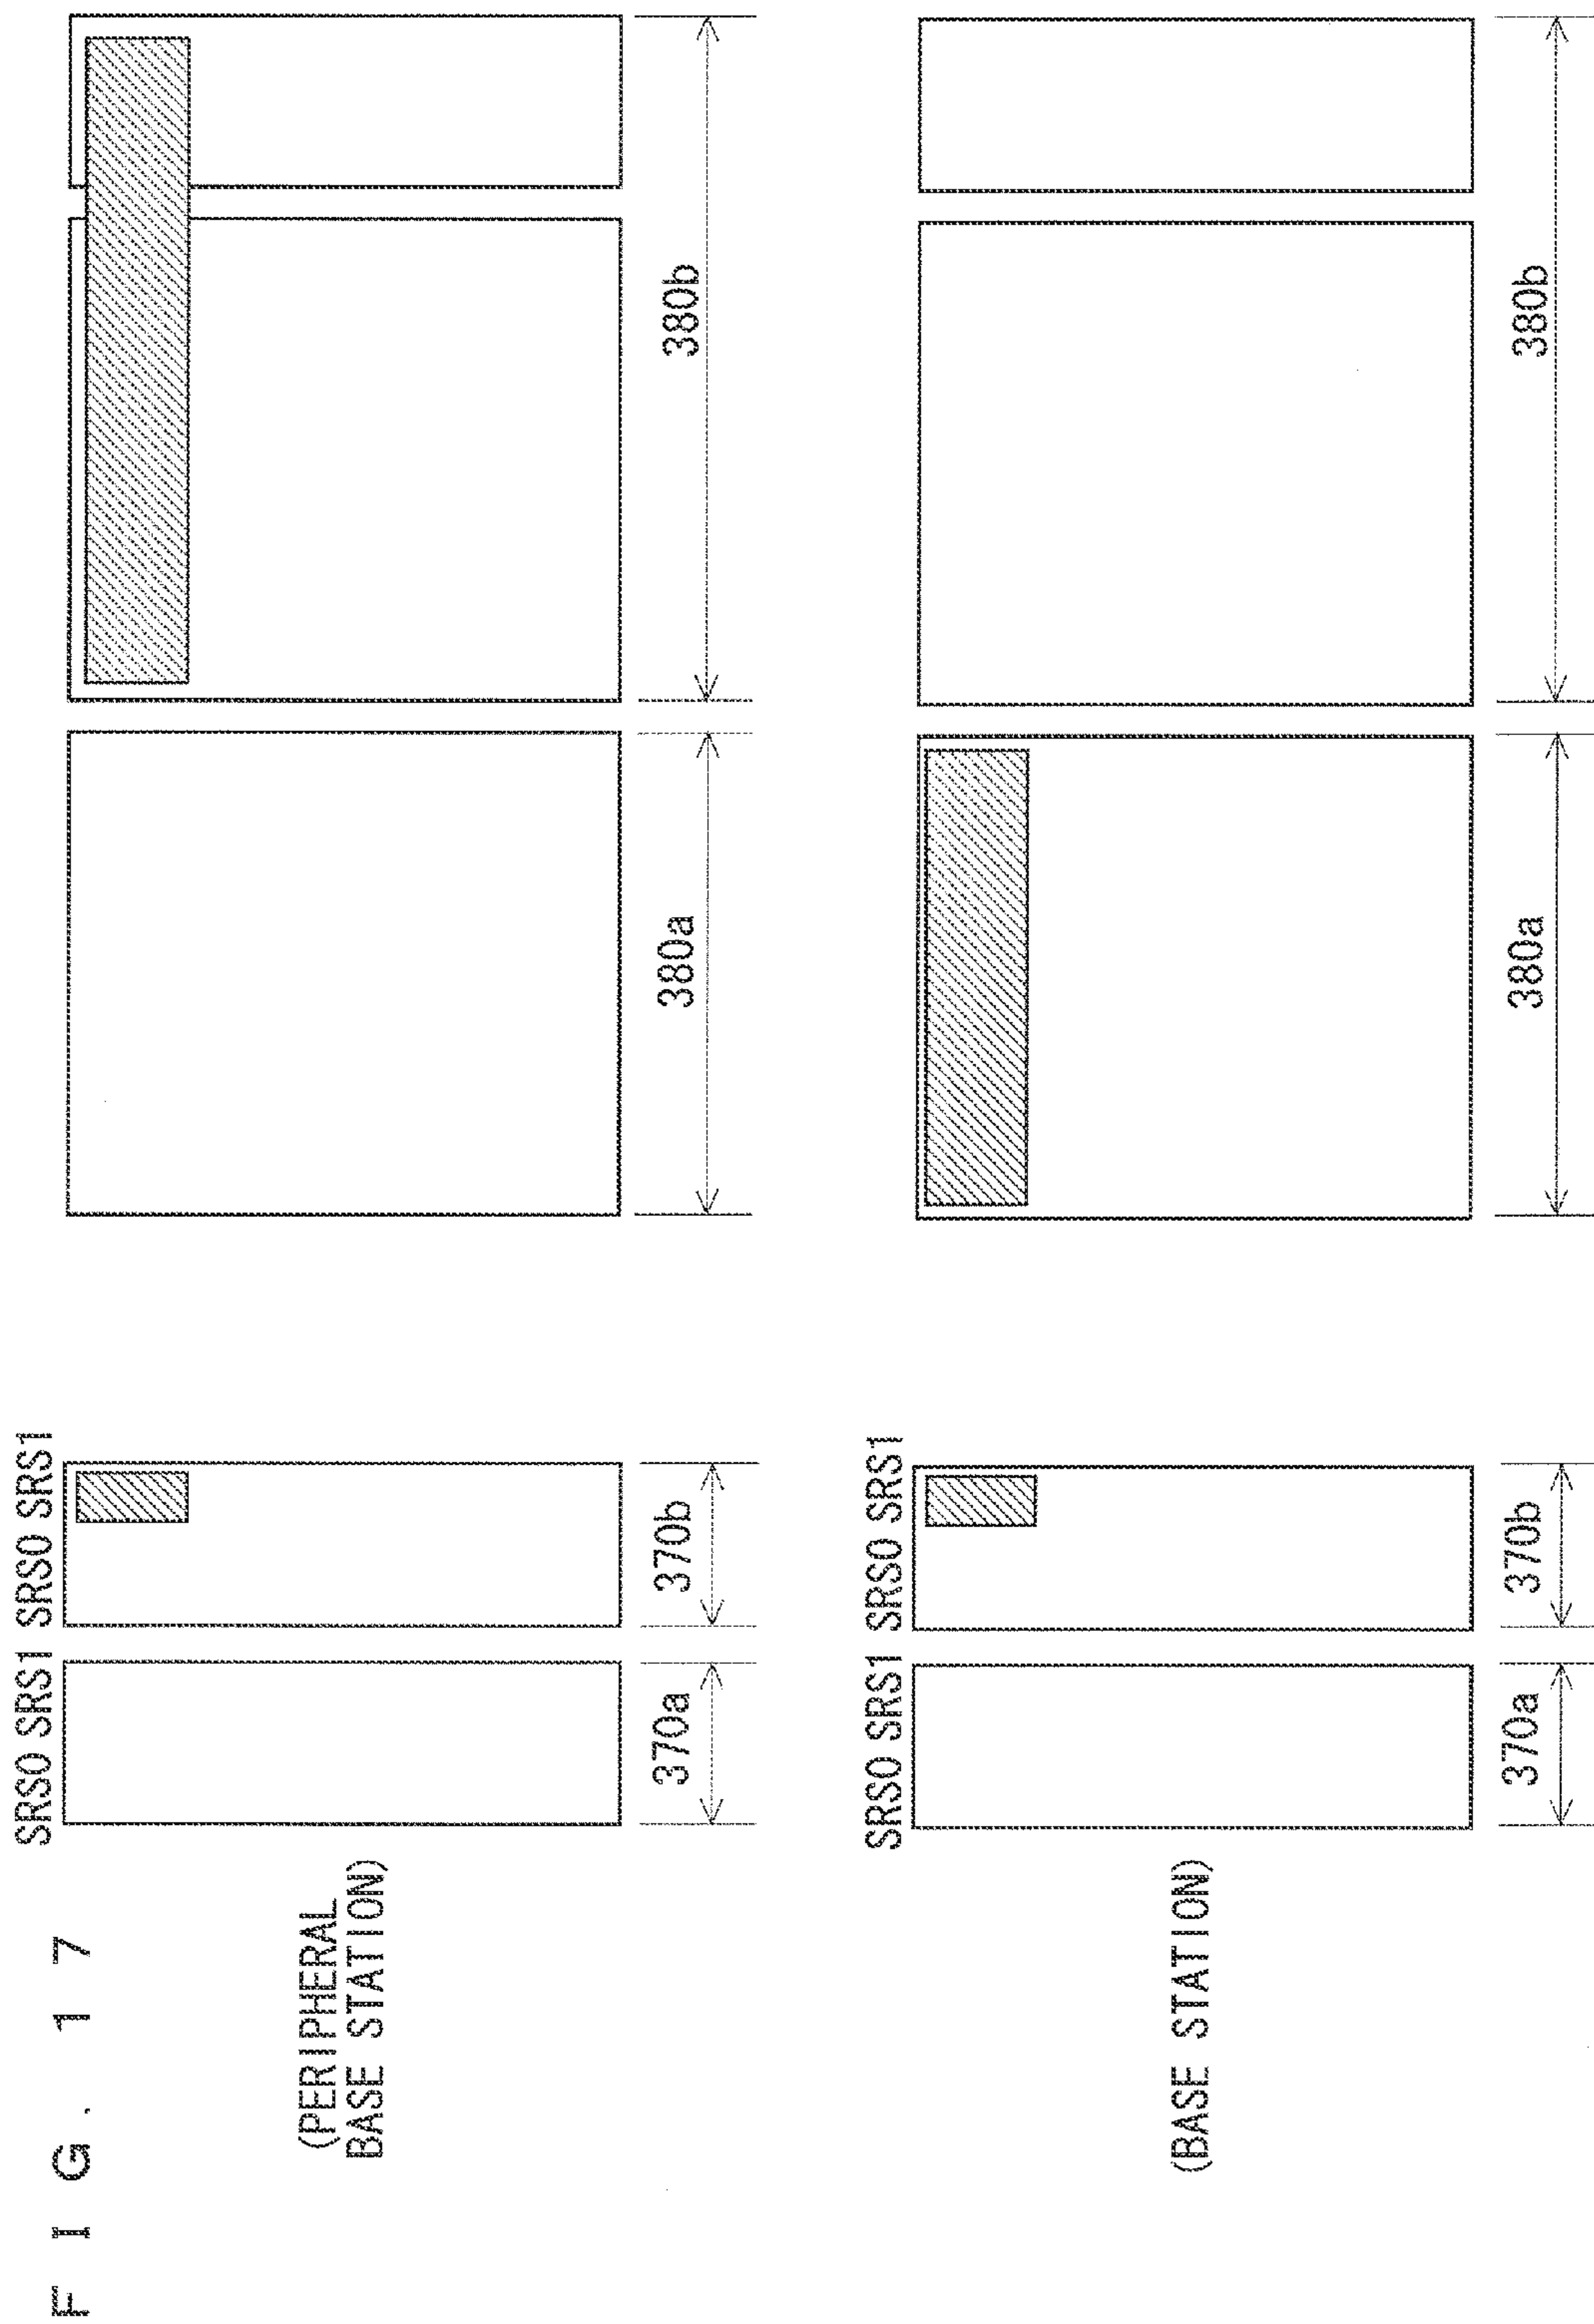 FIG. 17
SRS0 SRS1 SRS0 SRS1
(PERIPHERAL
BASE STATION)
370a
370b
380a
380b
SRS0 SRS1 SRS0 SRS1
(BASE STATION)
370a
370b
380a
380b